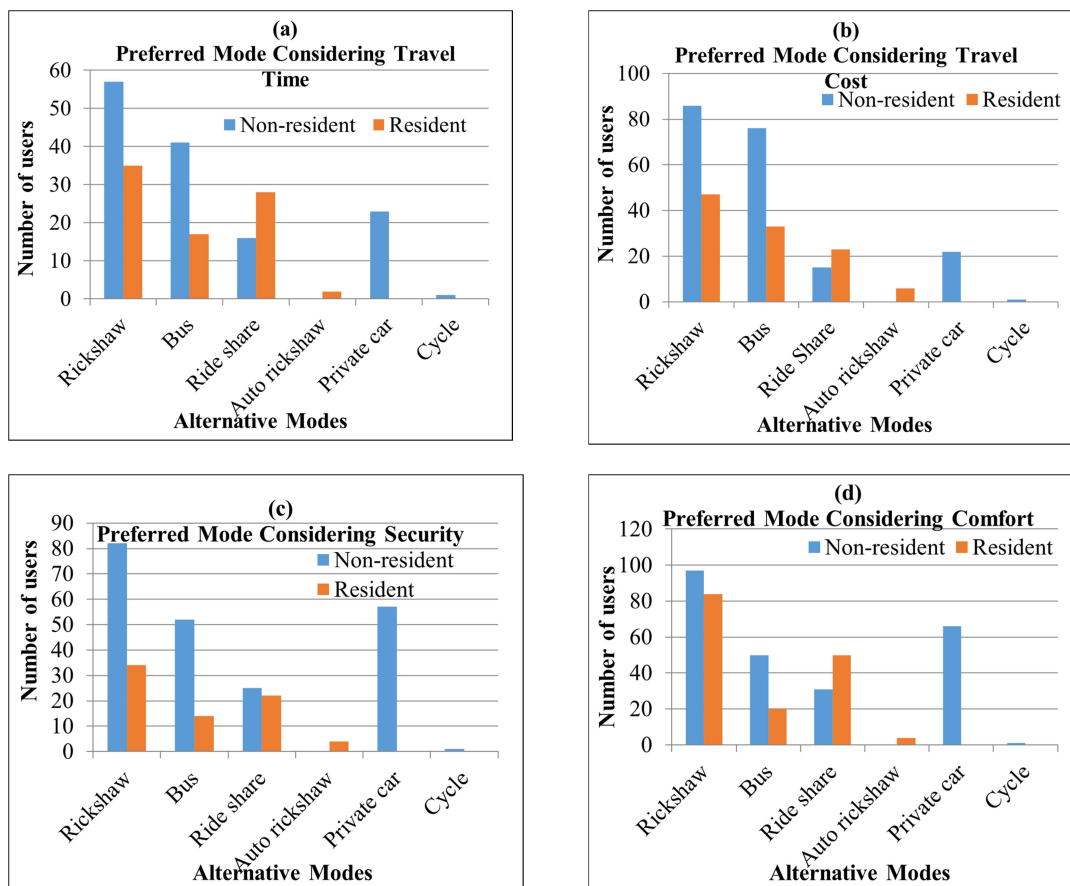 (a)
Preferred Mode Considering Travel
Time
Non-resident
Resident
Number of users
60
50
40
30
20
10
0
Rickshaw
Bus
Ride share
Auto rickshaw
Private car
Cycle
Alternative Modes
(b)
Preferred Mode Considering Travel
Cost
Non-resident
Resident
Number of users
100
80
60
40
20
0
Rickshaw
Bus
Ride Share
Auto rickshaw
Private car
Cycle
Alternative Modes
(c)
Preferred Mode Considering Security
Non-resident
Resident
Number of users
90
80
70
60
50
40
30
20
10
0
Rickshaw
Bus
Ride share
Auto rickshaw
Private car
Cycle
Alternative Modes
(d)
Preferred Mode Considering Comfort
Non-resident
Resident
Number of users
120
100
80
60
40
20
0
Rickshaw
Bus
Ride share
Auto rickshaw
Private car
Cycle
Alternative Modes